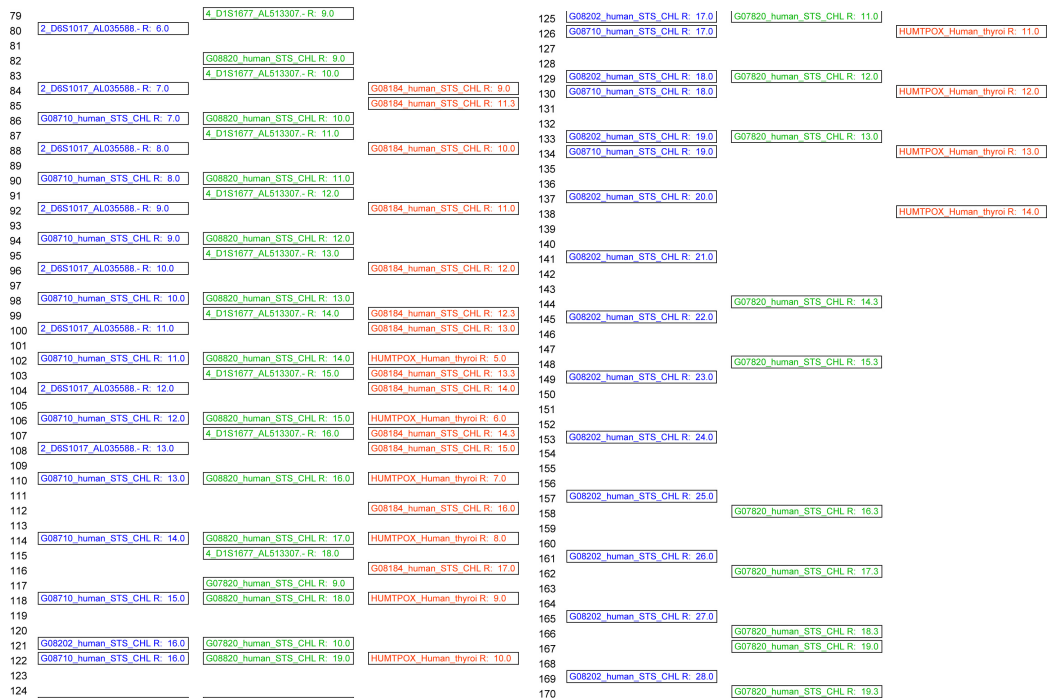 79 4_D1S1677_AL513307.- R: 9.0
80 2_D6S1017_AL035588.- R: 6.0
81
82 G08820_human_STS_CHL R: 9.0
83 4_D1S1677_AL513307.- R: 10.0
84 2_D6S1017_AL035588.- R: 7.0 G08184_human_STS_CHL R: 9.0
85 G08184_human_STS_CHL R: 11.3
86 G08710_human_STS_CHL R: 7.0 G08820_human_STS_CHL R: 10.0
87 4_D1S1677_AL513307.- R: 11.0
88 2_D6S1017_AL035588.- R: 8.0 G08184_human_STS_CHL R: 10.0
89
90 G08710_human_STS_CHL R: 8.0 G08820_human_STS_CHL R: 11.0
91 4_D1S1677_AL513307.- R: 12.0
92 2_D6S1017_AL035588.- R: 9.0 G08184_human_STS_CHL R: 11.0
93
94 G08710_human_STS_CHL R: 9.0 G08820_human_STS_CHL R: 12.0
95 4_D1S1677_AL513307.- R: 13.0
96 2_D6S1017_AL035588.- R: 10.0 G08184_human_STS_CHL R: 12.0
97
98 G08710_human_STS_CHL R: 10.0 G08820_human_STS_CHL R: 13.0
99 4_D1S1677_AL513307.- R: 14.0 G08184_human_STS_CHL R: 12.3
100 2_D6S1017_AL035588.- R: 11.0 G08184_human_STS_CHL R: 13.0
101
102 G08710_human_STS_CHL R: 11.0 G08820_human_STS_CHL R: 14.0 HUMTPOX_Human_thyroi R: 5.0
103 4_D1S1677_AL513307.- R: 15.0 G08184_human_STS_CHL R: 13.3
104 2_D6S1017_AL035588.- R: 12.0 G08184_human_STS_CHL R: 14.0
105
106 G08710_human_STS_CHL R: 12.0 G08820_human_STS_CHL R: 15.0 HUMTPOX_Human_thyroi R: 6.0
107 4_D1S1677_AL513307.- R: 16.0 G08184_human_STS_CHL R: 14.3
108 2_D6S1017_AL035588.- R: 13.0 G08184_human_STS_CHL R: 15.0
109
110 G08710_human_STS_CHL R: 13.0 G08820_human_STS_CHL R: 16.0 HUMTPOX_Human_thyroi R: 7.0
111
112 G08184_human_STS_CHL R: 16.0
113
114 G08710_human_STS_CHL R: 14.0 G08820_human_STS_CHL R: 17.0 HUMTPOX_Human_thyroi R: 8.0
115 4_D1S1677_AL513307.- R: 18.0
116 G08184_human_STS_CHL R: 17.0
117 G07820_human_STS_CHL R: 9.0
118 G08710_human_STS_CHL R: 15.0 G08820_human_STS_CHL R: 18.0 HUMTPOX_Human_thyroi R: 9.0
119
120
121 G08202_human_STS_CHL R: 16.0 G07820_human_STS_CHL R: 10.0
122 G08710_human_STS_CHL R: 16.0 G08820_human_STS_CHL R: 19.0 HUMTPOX_Human_thyroi R: 10.0
123
124
125 G08202_human_STS_CHL R: 17.0 G07820_human_STS_CHL R: 11.0
126 G08710_human_STS_CHL R: 17.0 HUMTPOX_Human_thyroi R: 11.0
127
128
129 G08202_human_STS_CHL R: 18.0 G07820_human_STS_CHL R: 12.0
130 G08710_human_STS_CHL R: 18.0 HUMTPOX_Human_thyroi R: 12.0
131
132
133 G08202_human_STS_CHL R: 19.0 G07820_human_STS_CHL R: 13.0
134 G08710_human_STS_CHL R: 19.0 HUMTPOX_Human_thyroi R: 13.0
135
136
137 G08202_human_STS_CHL R: 20.0
138 HUMTPOX_Human_thyroi R: 14.0
139
140
141 G08202_human_STS_CHL R: 21.0
142
143
144 G07820_human_STS_CHL R: 14.3
145 G08202_human_STS_CHL R: 22.0
146
147
148 G07820_human_STS_CHL R: 15.3
149 G08202_human_STS_CHL R: 23.0
150
151
152
153 G08202_human_STS_CHL R: 24.0
154
155
156
157 G08202_human_STS_CHL R: 25.0
158 G07820_human_STS_CHL R: 16.3
159
160
161 G08202_human_STS_CHL R: 26.0
162 G07820_human_STS_CHL R: 17.3
163
164
165 G08202_human_STS_CHL R: 27.0
166 G07820_human_STS_CHL R: 18.3
167 G07820_human_STS_CHL R: 19.0
168
169 G08202_human_STS_CHL R: 28.0
170 G07820_human_STS_CHL R: 19.3